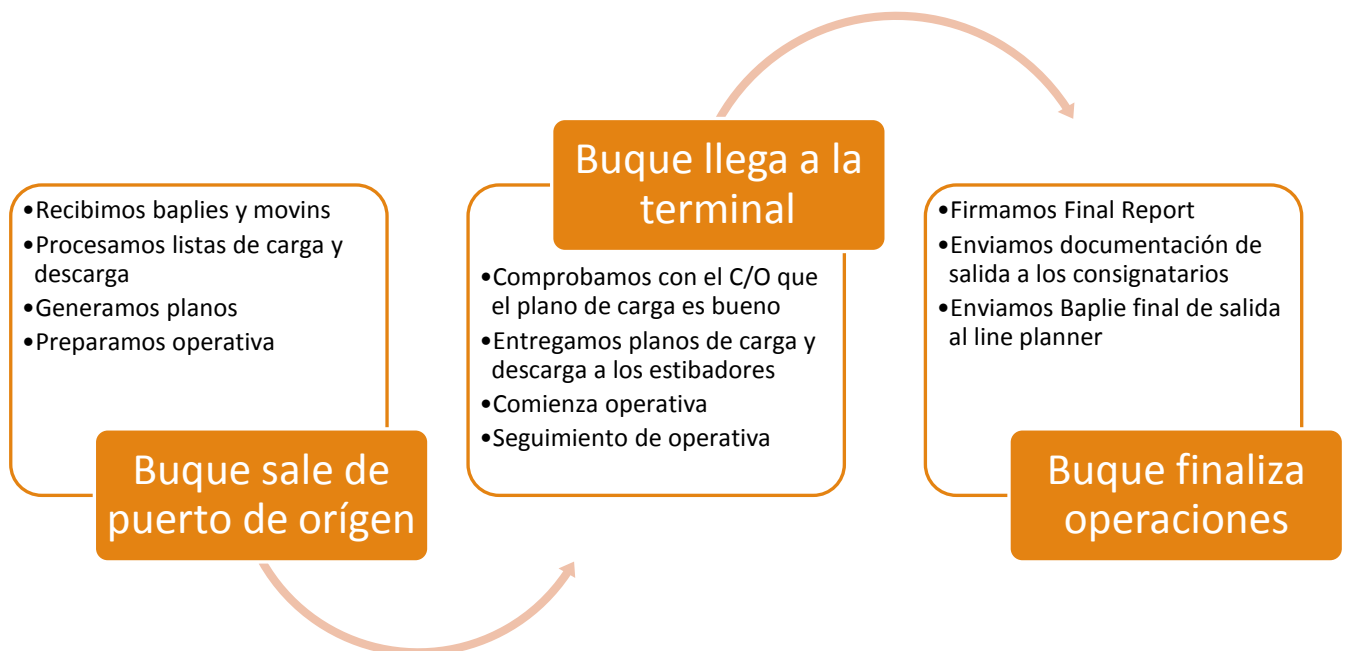 •Recibimos baplies y movins
•Procesamos listas de carga y
descarga
•Generamos planos
•Preparamos operativa
Buque sale de
puerto de orígen
Buque llega a la
terminal
•Comprobamos con el C/O que
el plano de carga es bueno
•Entregamos planos de carga y
descarga a los estibadores
•Comienza operativa
•Seguimiento de operativa
•Firmamos Final Report
•Enviamos documentación de
salida a los consignatarios
•Enviamos Baplie final de salida
al line planner
Buque finaliza
operaciones